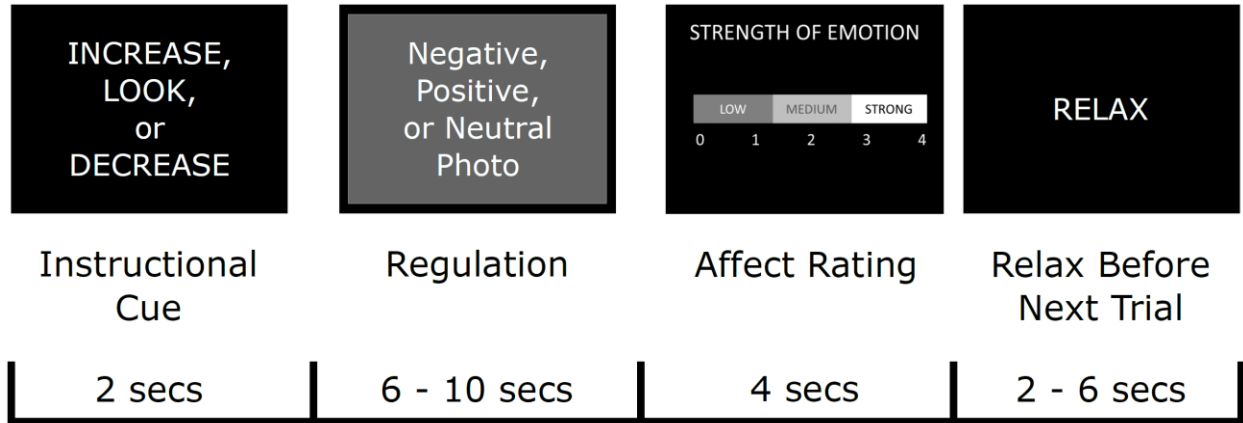 INCREASE,
LOOK,
or
DECREASE
Negative,
Positive,
or Neutral
Photo
STRENGTH OF EMOTION
LOW MEDIUM STRONG
0 1 2 3 4
RELAX
Instructional
Cue
Regulation
Affect Rating
Relax Before
Next Trial
2 secs
6 - 10 secs
4 secs
2 - 6 secs